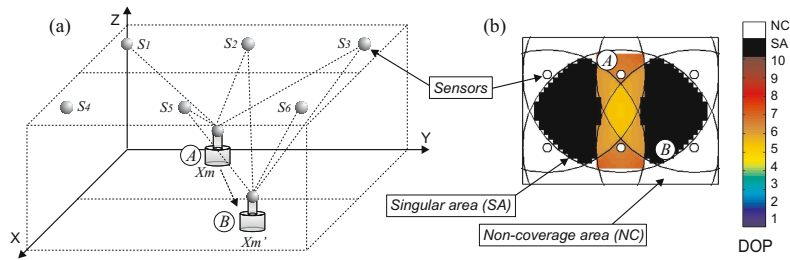 (a)
Z
S1
S2
S3
S4
S5
S6
Sensors
A
Xm
Y
B
Xm'
X
(b)
A
B
Singular area (SA)
Non-coverage area (NC)
NC
SA
10
9
8
7
6
5
4
3
2
1
DOP